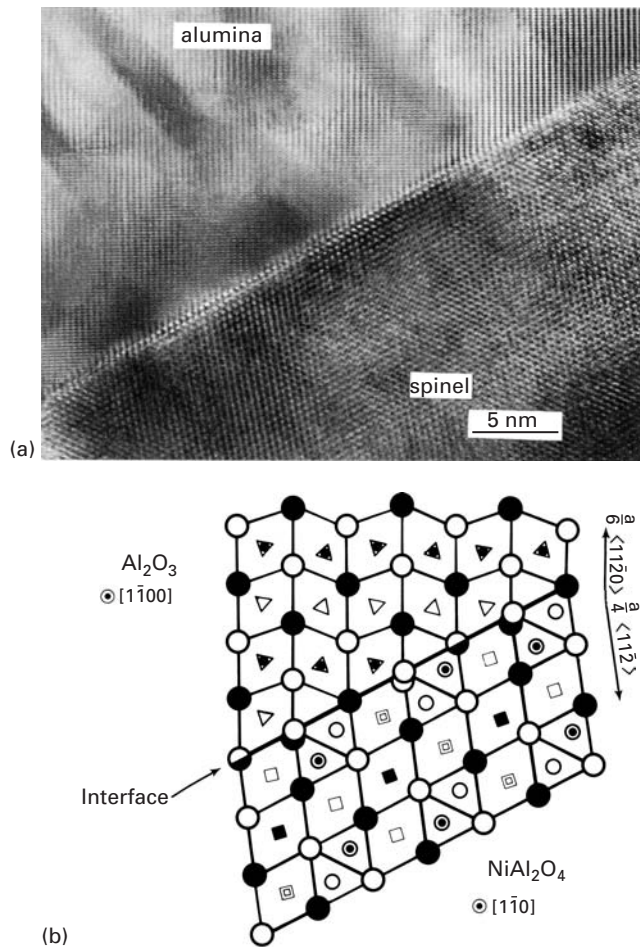 alumina
spinel
5 nm
(a)
Al₂O₃
[1̄100]
a/6 <112̄0> a/4 <112̄>
Interface
NiAl₂O₄
[11̄0]
(b)